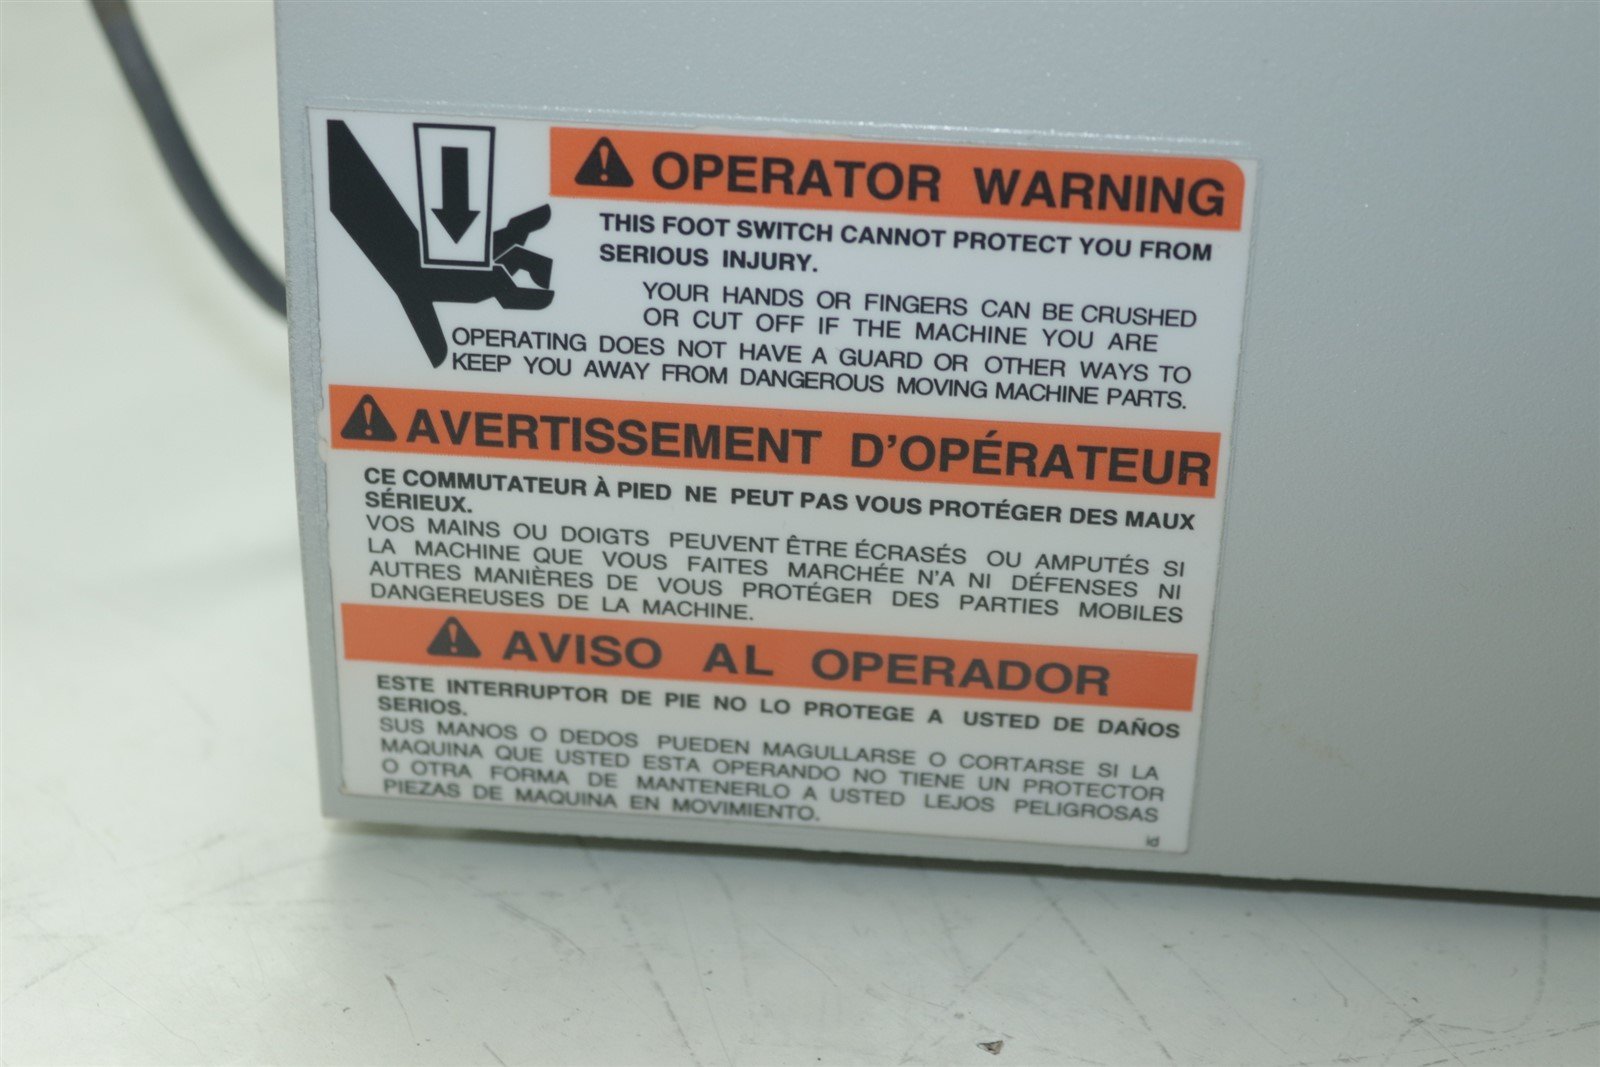 OPERATOR WARNING
THIS FOOT SWITCH CANNOT PROTECT YOU FROM
SERIOUS INJURY.
YOUR HANDS OR FINGERS CAN BE CRUSHED
OR CUT OFF IF THE MACHINE YOU ARE
OPERATING DOES NOT HAVE A GUARD OR OTHER WAYS TO
KEEP YOU AWAY FROM DANGEROUS MOVING MACHINE PARTS.
AVERTISSEMENT D'OPÉRATEUR
CE COMMUTATEUR À PIED NE PEUT PAS VOUS PROTÉGER DES MAUX
SÉRIEUX.
VOS MAINS OU DOIGTS PEUVENT ÊTRE ÉCRASÉS OU AMPUTÉS SI
LA MACHINE QUE VOUS FAITES MARCHÉE N'A NI DÉFENSES NI
AUTRES MANIÈRES DE VOUS PROTÉGER DES PARTIES MOBILES
DANGEREUSES DE LA MACHINE.
AVISO AL OPERADOR
ESTE INTERRUPTOR DE PIE NO LO PROTEGE A USTED DE DAÑOS
SERIOS.
SUS MANOS O DEDOS PUEDEN MAGULLARSE O CORTARSE SI LA
MAQUINA QUE USTED ESTA OPERANDO NO TIENE UN PROTECTOR
O OTRA FORMA DE MANTENERLO A USTED LEJOS PELIGROSAS
PIEZAS DE MAQUINA EN MOVIMIENTO.
id